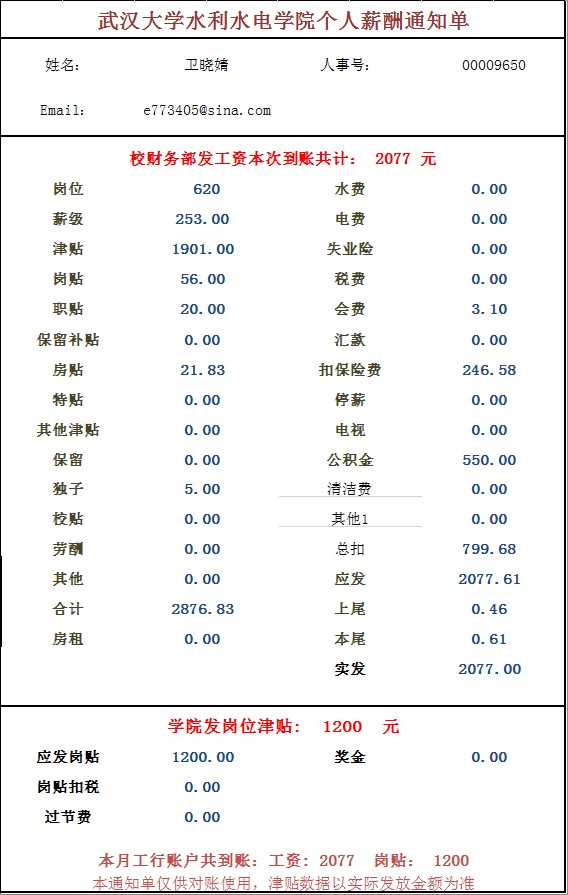 武汉大学水利水电学院个人薪酬通知单
姓名: 卫晓婧 人事号: 00009650
Email: e773405@sina.com
校财务部发工资本次到账共计: 2077 元
岗位 620 水费 0.00
薪级 253.00 电费 0.00
津贴 1901.00 失业险 0.00
岗贴 56.00 税费 0.00
职贴 20.00 会费 3.10
保留补贴 0.00 汇款 0.00
房贴 21.83 扣保险费 246.58
特贴 0.00 停薪 0.00
其他津贴 0.00 电视 0.00
保留 0.00 公积金 550.00
独子 5.00 清洁费 0.00
校贴 0.00 其他1 0.00
劳酬 0.00 总扣 799.68
其他 0.00 应发 2077.61
合计 2876.83 上尾 0.46
房租 0.00 本尾 0.61
实发 2077.00
学院发岗位津贴: 1200 元
应发岗贴 1200.00 奖金 0.00
岗贴扣税 0.00
过节费 0.00
本月工行账户共到账: 工资: 2077 岗贴: 1200
本通知单仅供对账使用, 津贴数据以实际发放金额为准